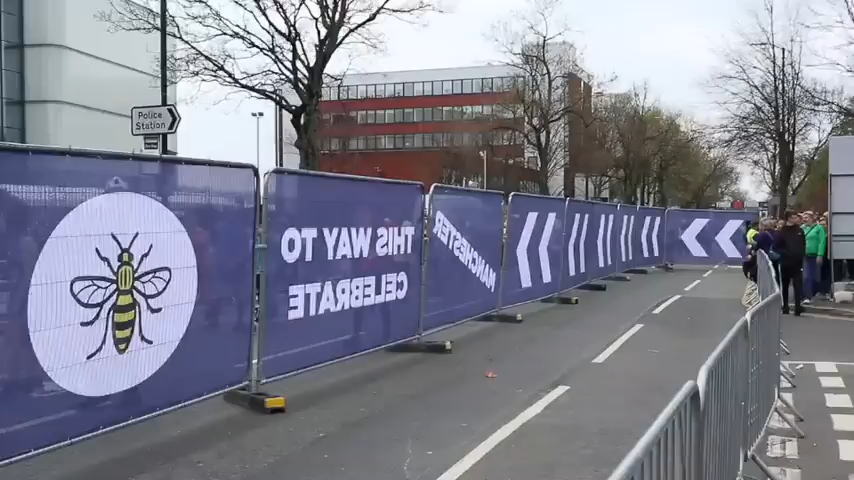 Police
Station
THIS WAY TO
CELEBRATE
MANCHESTER